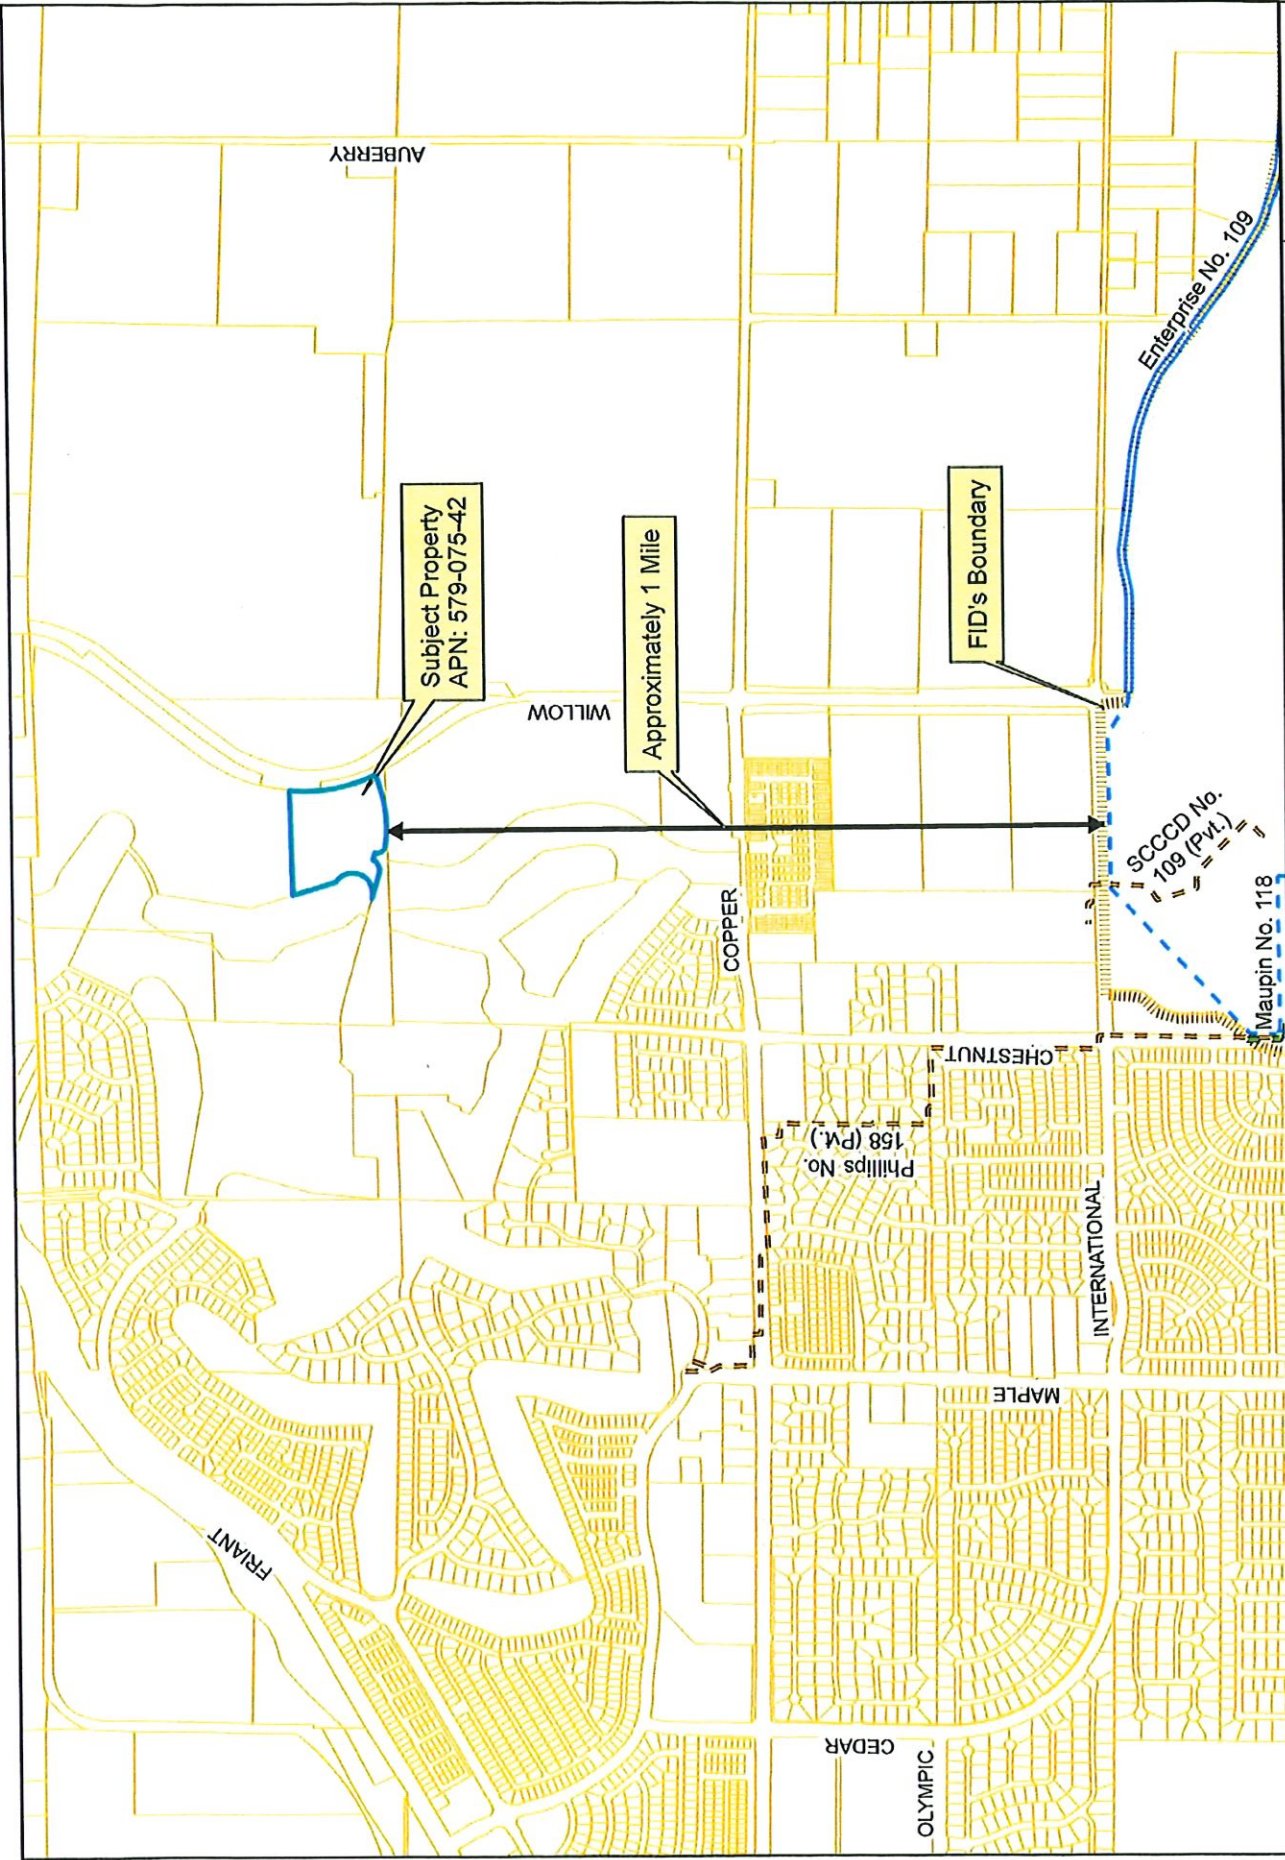 FRIANT
AUBERRY
Subject Property
APN: 579-075-42
WILLOW
Approximately 1 Mile
COPPER
Phillips No.
158 (Pvt.)
CEDAR
OLYMPIC
MAPLE
CHESTNUT
INTERNATIONAL
FID's Boundary
SCCCD No.
109 (Pvt.)
Enterprise No. 109
Maupin No. 118